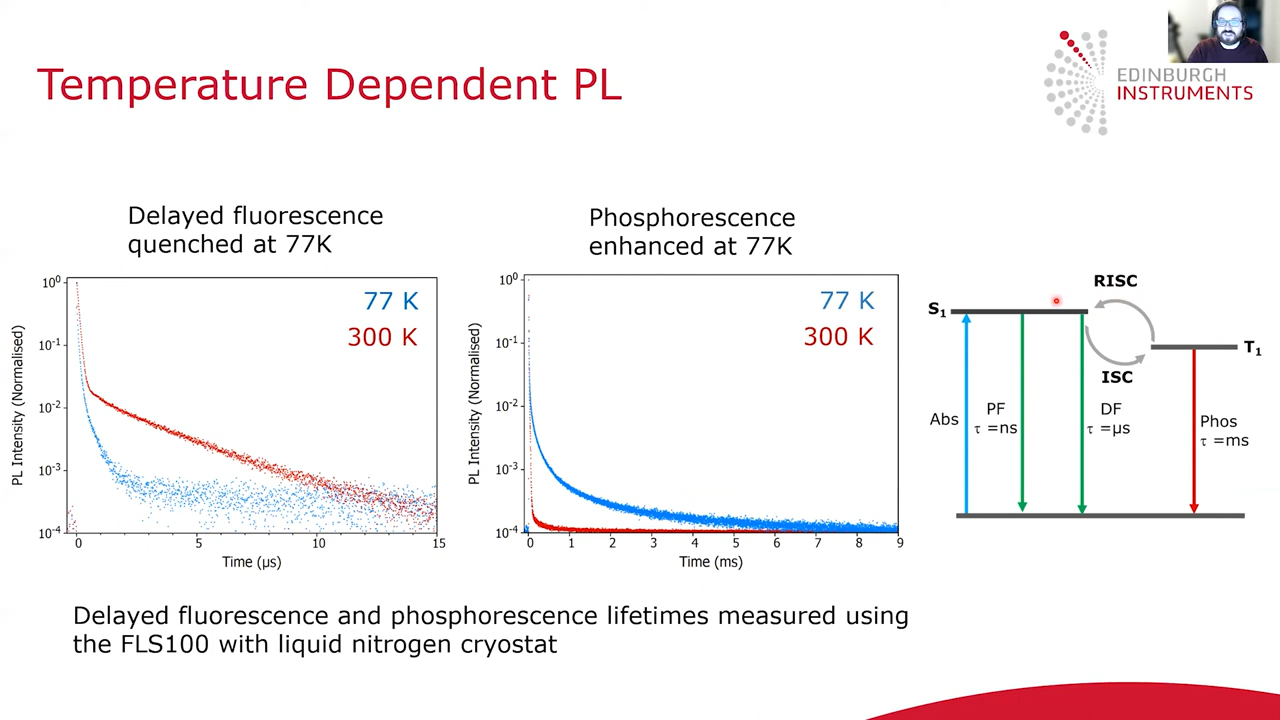 Temperature Dependent PL
EDINBURGH
INSTRUMENTS
Delayed fluorescence
quenched at 77K
PL Intensity (Normalised)
10⁰
10⁻¹
10⁻²
10⁻³
10⁻⁴
77 K
300 K
0 5 10 15
Time (µs)
Phosphorescence
enhanced at 77K
PL Intensity (Normalised)
10⁰
10⁻¹
10⁻²
10⁻³
10⁻⁴
77 K
300 K
0 1 2 3 4 5 6 7 8 9
Time (ms)
RISC
S₁
T₁
ISC
Abs
PF
τ =ns
DF
τ =µs
Phos
τ =ms
Delayed fluorescence and phosphorescence lifetimes measured using
the FLS100 with liquid nitrogen cryostat